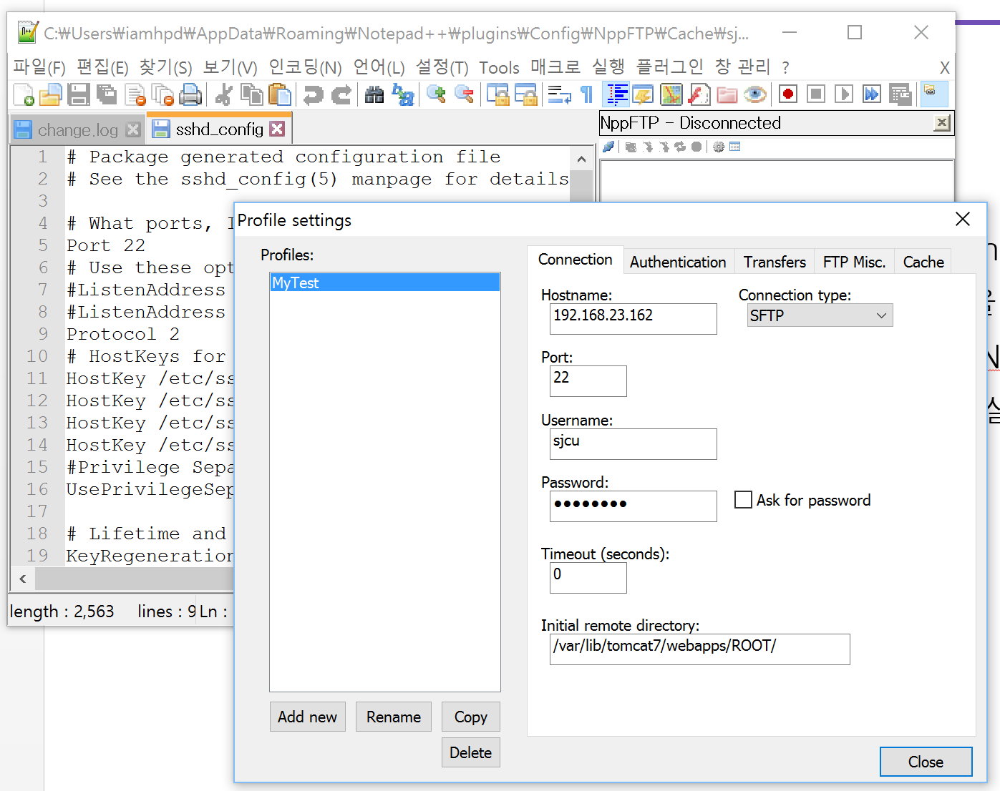 C:₩Users₩iamhpd₩AppData₩Roaming₩Notepad++₩plugins₩Config₩NppFTP₩Cache₩sj...
파일(F) 편집(E) 찾기(S) 보기(V) 인코딩(N) 언어(L) 설정(T) Tools 매크로 실행 플러그인 창 관리 ? X
change.log sshd_config
NppFTP - Disconnected
1 # Package generated configuration file
2 # See the sshd_config(5) manpage for details
3
4 # What ports,
5 Port 22
6 # Use these opt
7 #ListenAddress
8 #ListenAddress
9 Protocol 2
10 # HostKeys for
11 HostKey /etc/ss
12 HostKey /etc/ss
13 HostKey /etc/ss
14 HostKey /etc/ss
15 #Privilege Sepa
16 UsePrivilegeSep
17
18 # Lifetime and
19 KeyRegeneration
length : 2,563 lines : 9 Ln :
Profile settings
Profiles:
MyTest
Add new Rename Copy
Delete
Connection Authentication Transfers FTP Misc. Cache
Hostname: Connection type:
192.168.23.162 SFTP
Port:
22
Username:
sjcu
Password:
●●●●●●●● Ask for password
Timeout (seconds):
0
Initial remote directory:
/var/lib/tomcat7/webapps/ROOT/
Close